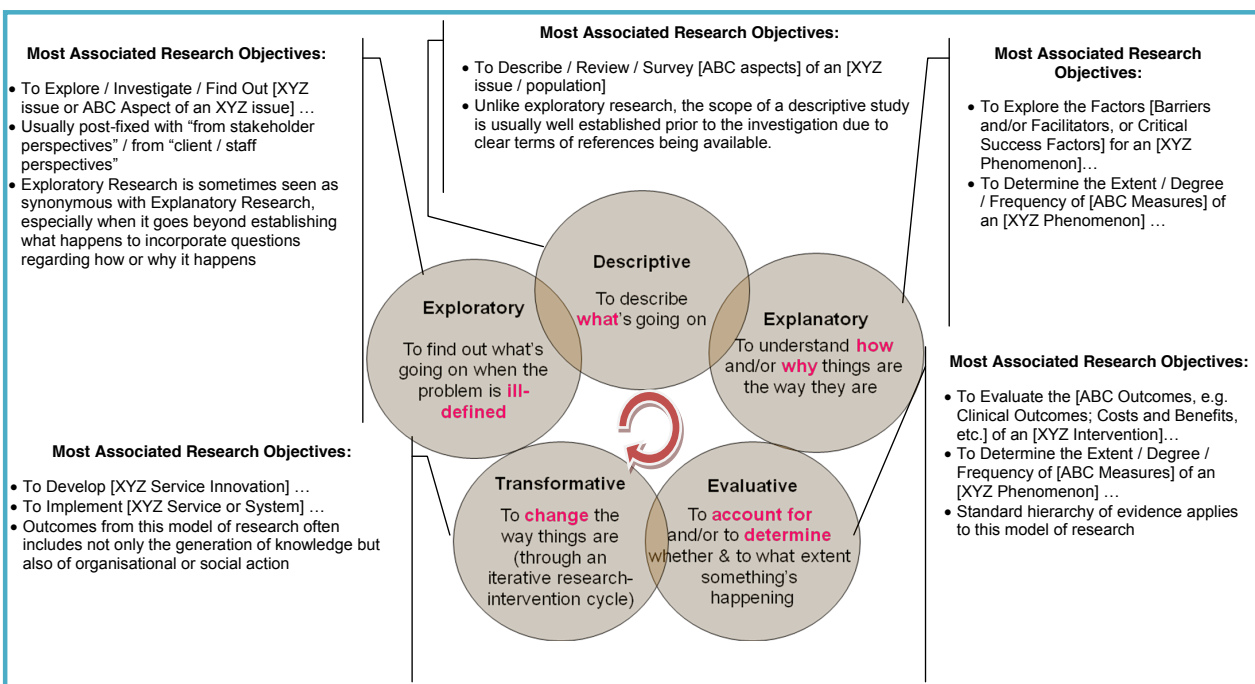 Most Associated Research Objectives:
• To Explore / Investigate / Find Out [XYZ
issue or ABC Aspect of an XYZ issue] …
• Usually post-fixed with “from stakeholder
perspectives” / from “client / staff
perspectives”
• Exploratory Research is sometimes seen as
synonymous with Explanatory Research,
especially when it goes beyond establishing
what happens to incorporate questions
regarding how or why it happens
Most Associated Research Objectives:
• To Describe / Review / Survey [ABC aspects] of an [XYZ
issue / population]
• Unlike exploratory research, the scope of a descriptive study
is usually well established prior to the investigation due to
clear terms of references being available.
Most Associated Research
Objectives:
• To Explore the Factors [Barriers
and/or Facilitators, or Critical
Success Factors] for an [XYZ
Phenomenon]…
• To Determine the Extent / Degree
/ Frequency of [ABC Measures] of
an [XYZ Phenomenon] …
Descriptive
To describe
what's going on
Exploratory
To find out what's
going on when the
problem is ill-
defined
Explanatory
To understand how
and/or why things are
the way they are
Most Associated Research Objectives:
• To Evaluate the [ABC Outcomes, e.g.
Clinical Outcomes; Costs and Benefits,
etc.] of an [XYZ Intervention]…
• To Determine the Extent / Degree /
Frequency of [ABC Measures] of an
[XYZ Phenomenon] …
• Standard hierarchy of evidence applies
to this model of research
Most Associated Research Objectives:
• To Develop [XYZ Service Innovation] …
• To Implement [XYZ Service or System] …
• Outcomes from this model of research often
includes not only the generation of knowledge but
also of organisational or social action
Transformative
To change the
way things are
(through an
iterative research-
intervention cycle)
Evaluative
To account for
and/or to determine
whether & to what extent
something's
happening